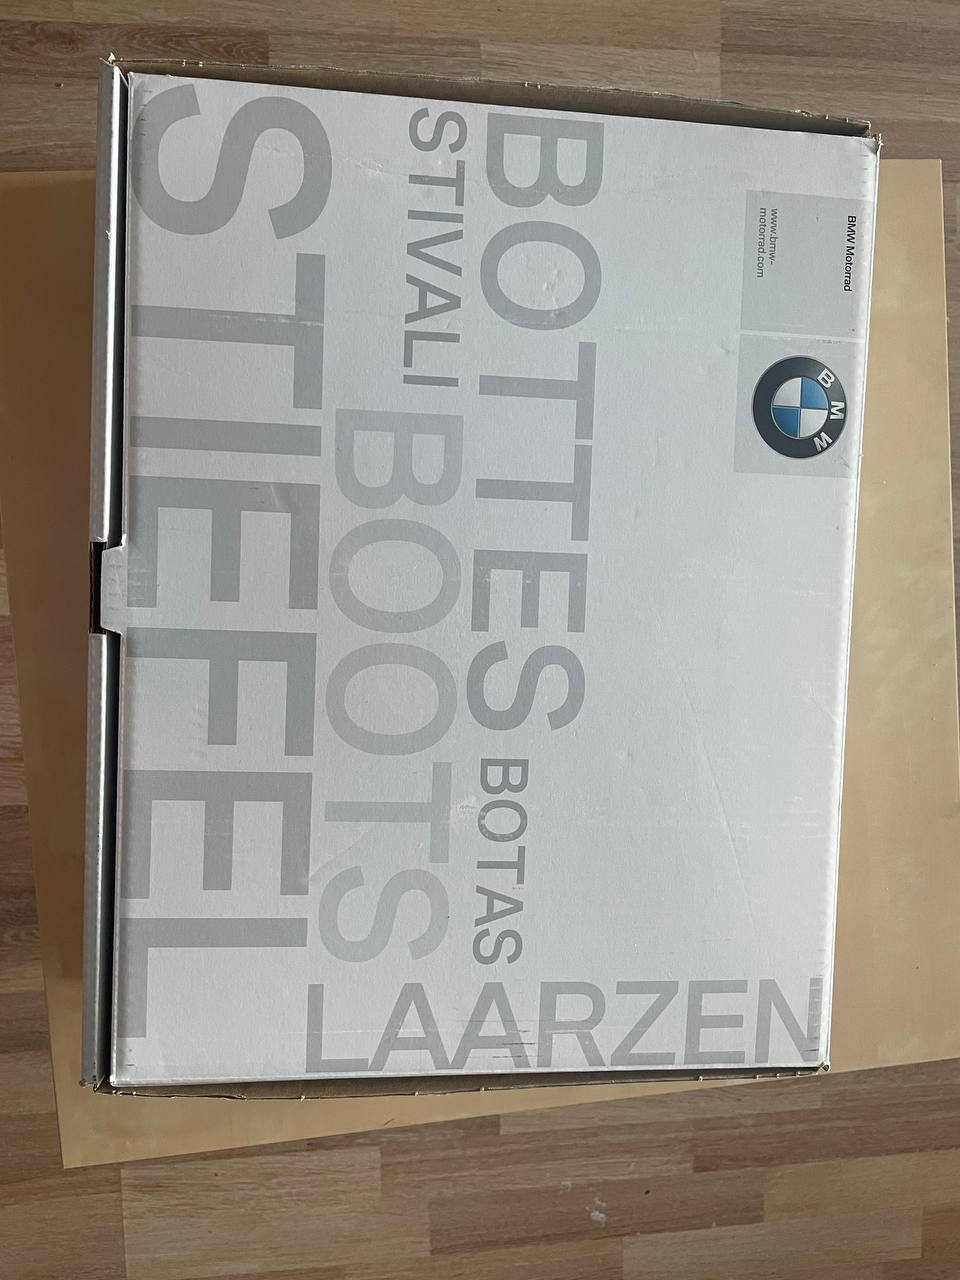 BMW Motorrad
www.bmw-
motorrad.com
BMW
BOTTES
BOTAS
STIVALI
BOOTS
STIEFEL
LAARZEN